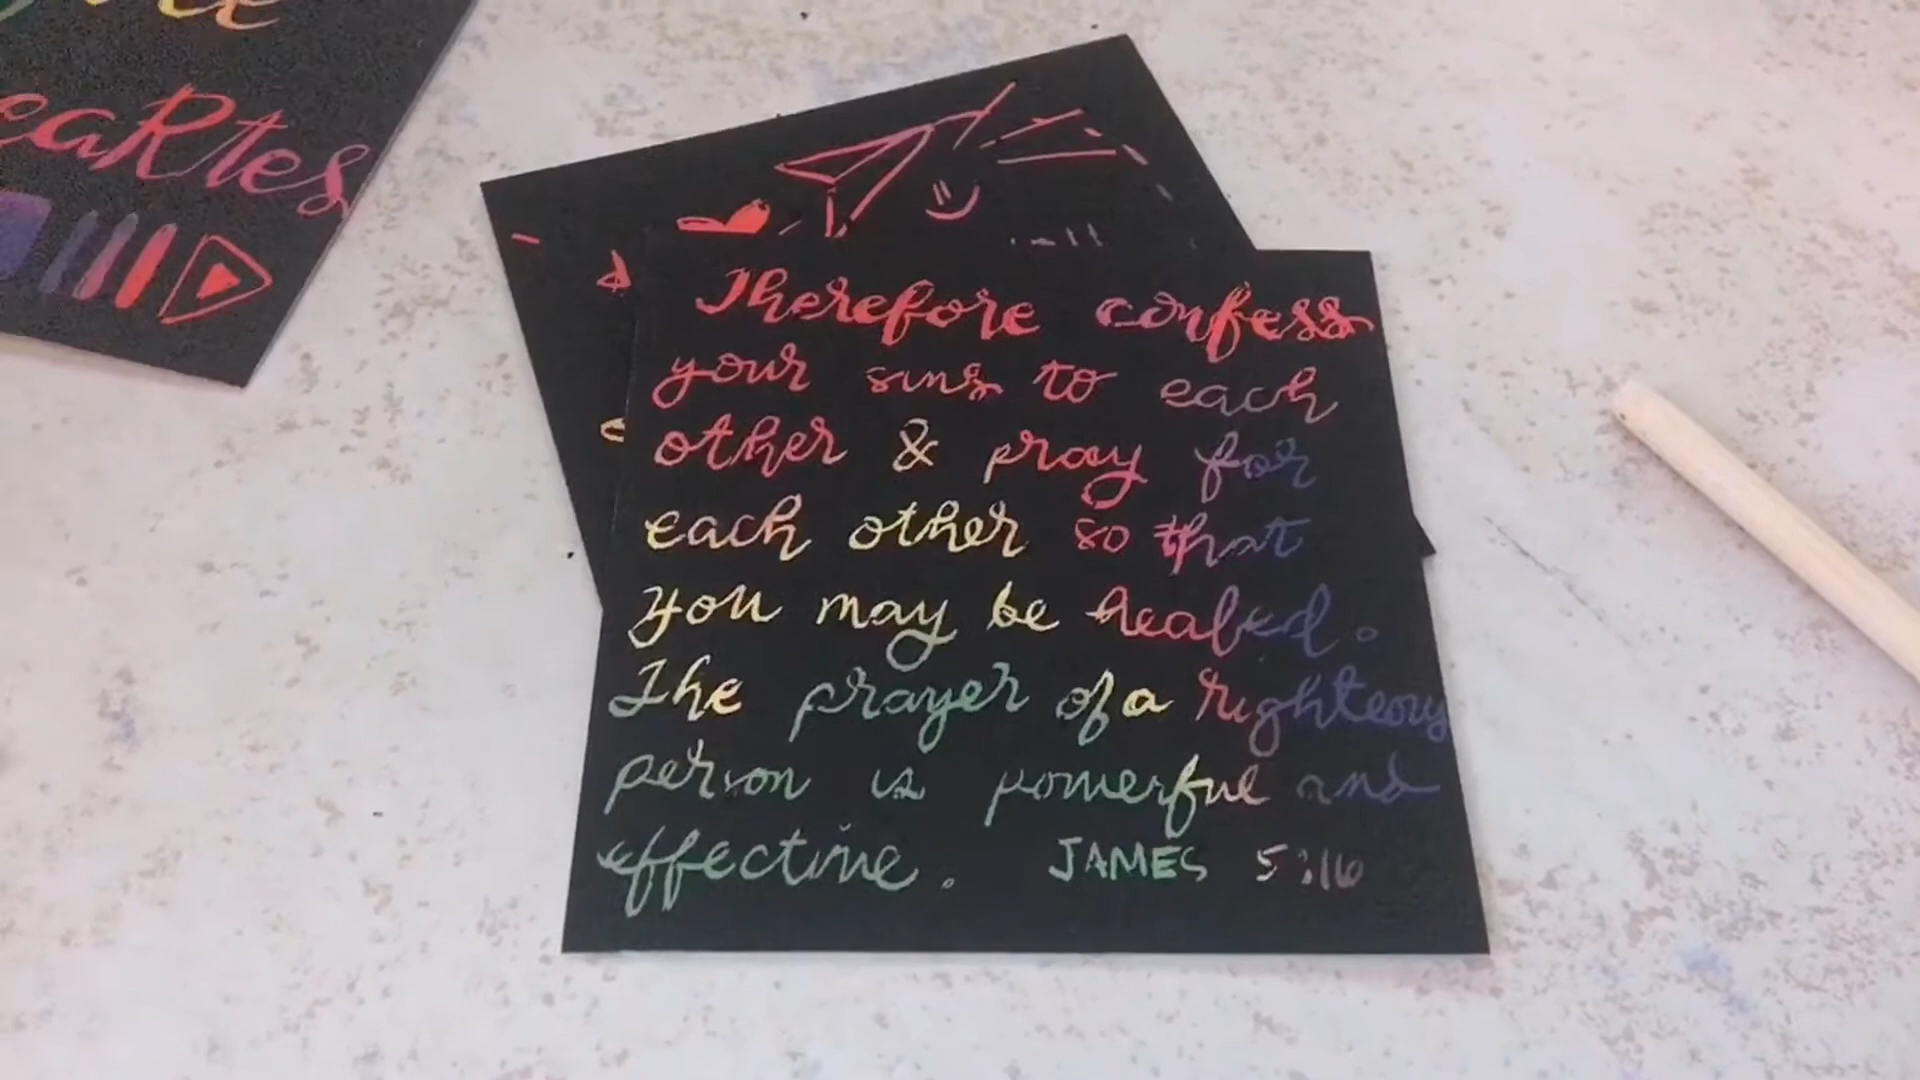 eaRtes
Therefore confess
your sins to each
other & pray for
each other so that
you may be healed.
The prayer of a righteous
person is powerful and
effective. JAMES 5:16